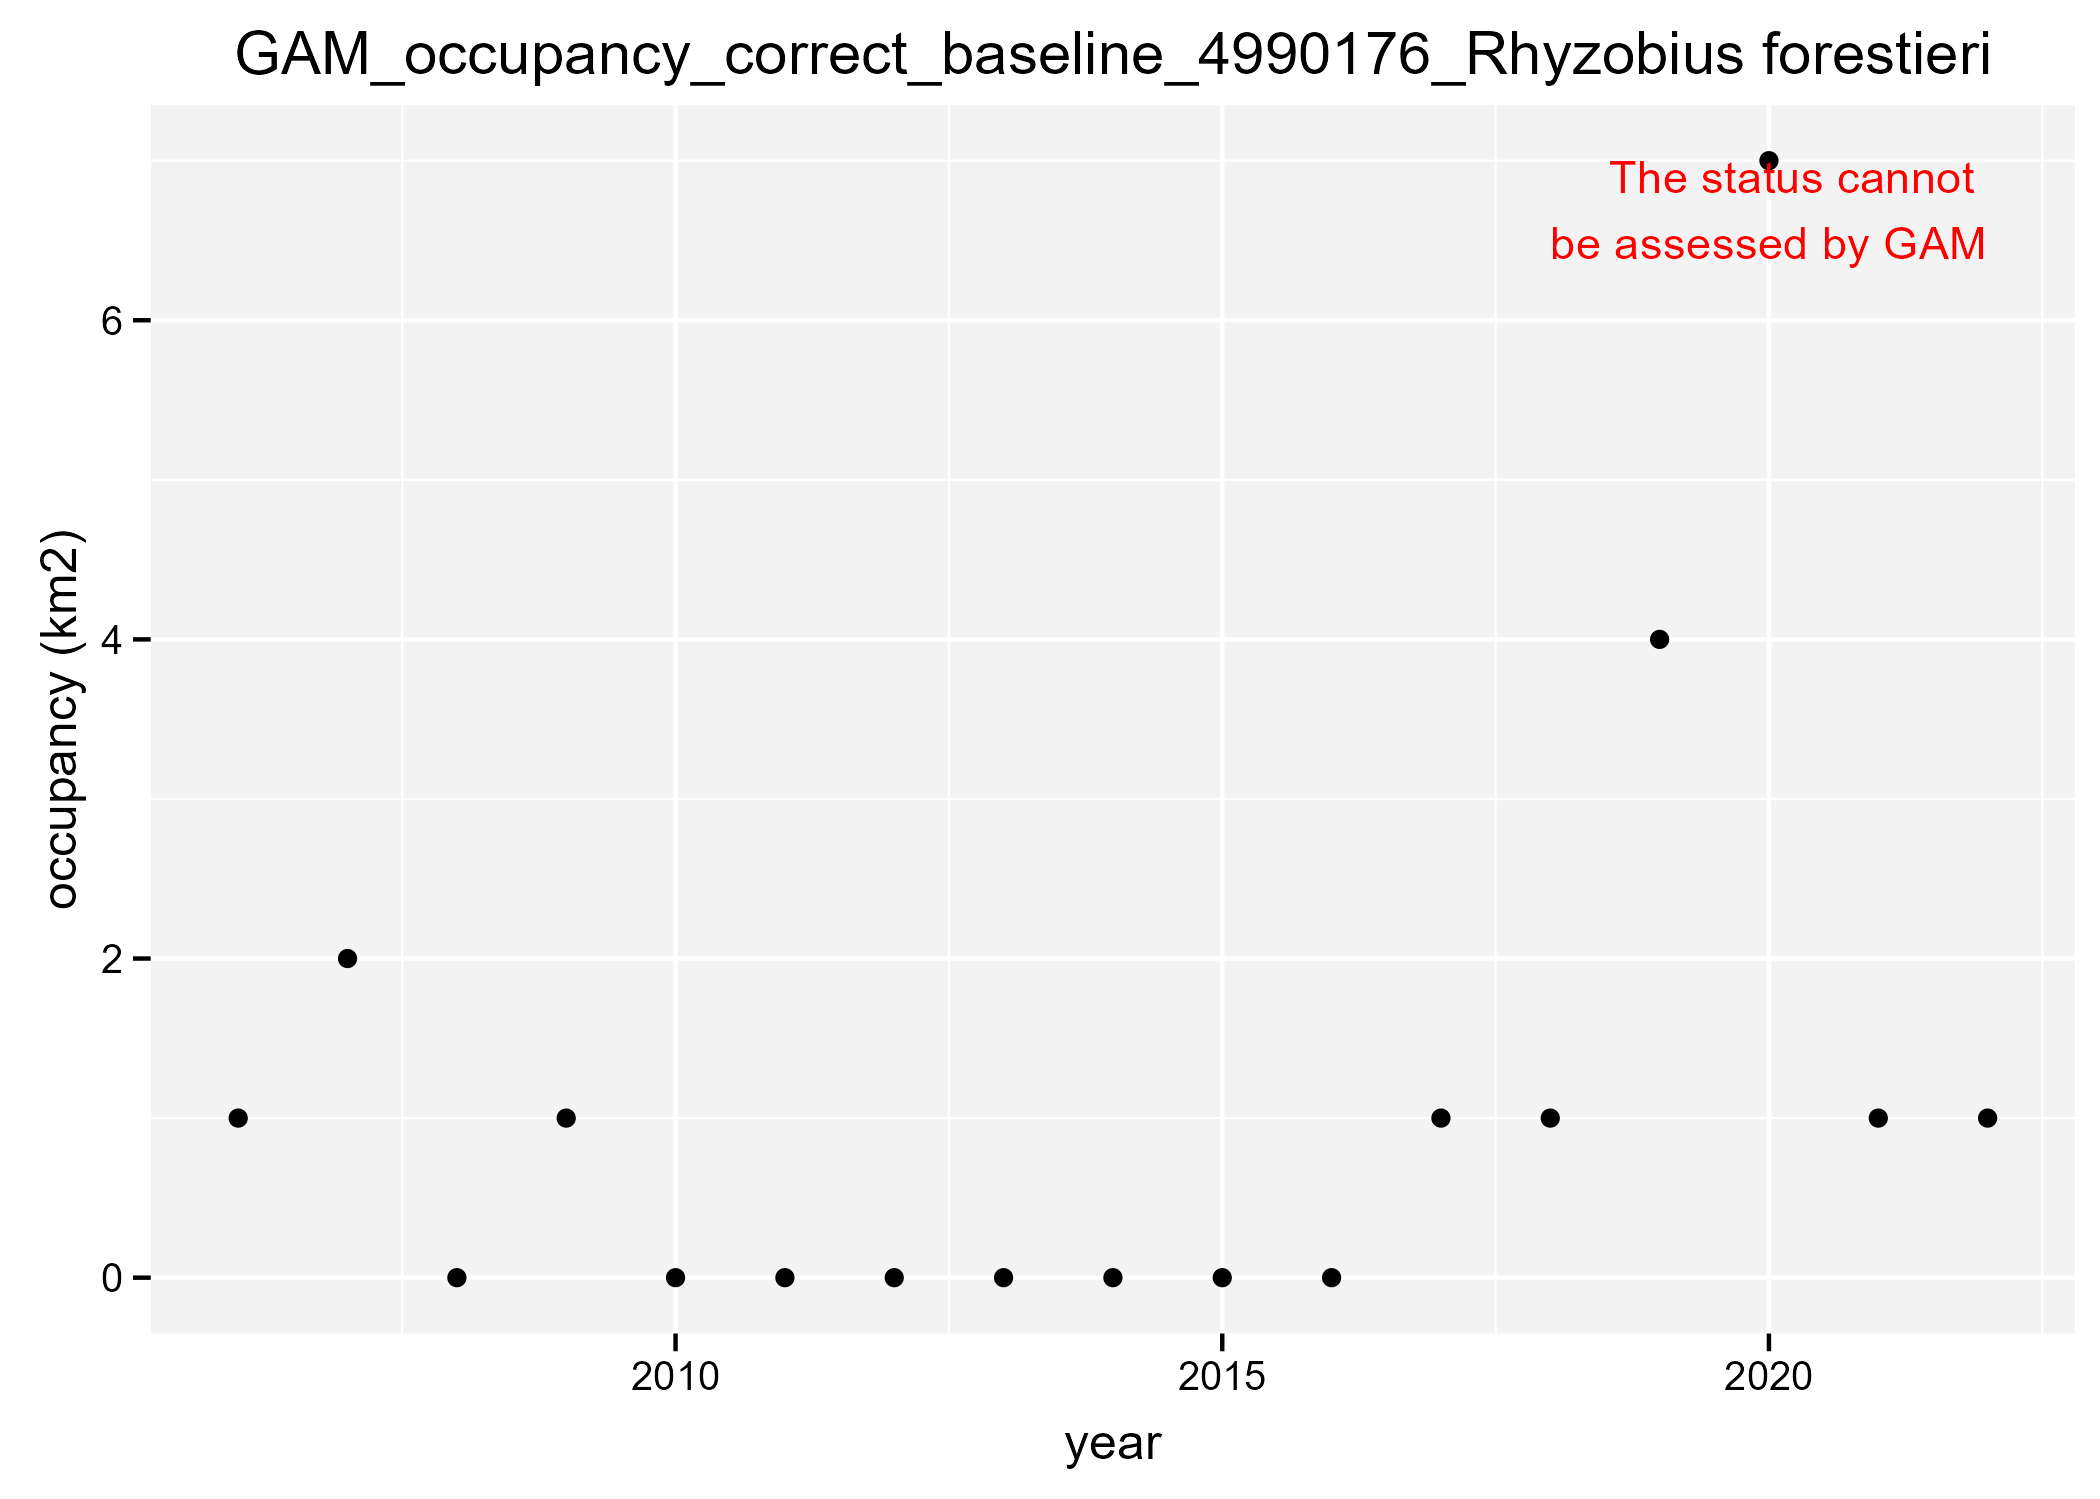 GAM_occupancy_correct_baseline_4990176_Rhyzobius forestieri
The status cannot
be assessed by GAM
occupancy (km2)
6
4
2
0
2010
2015
2020
year